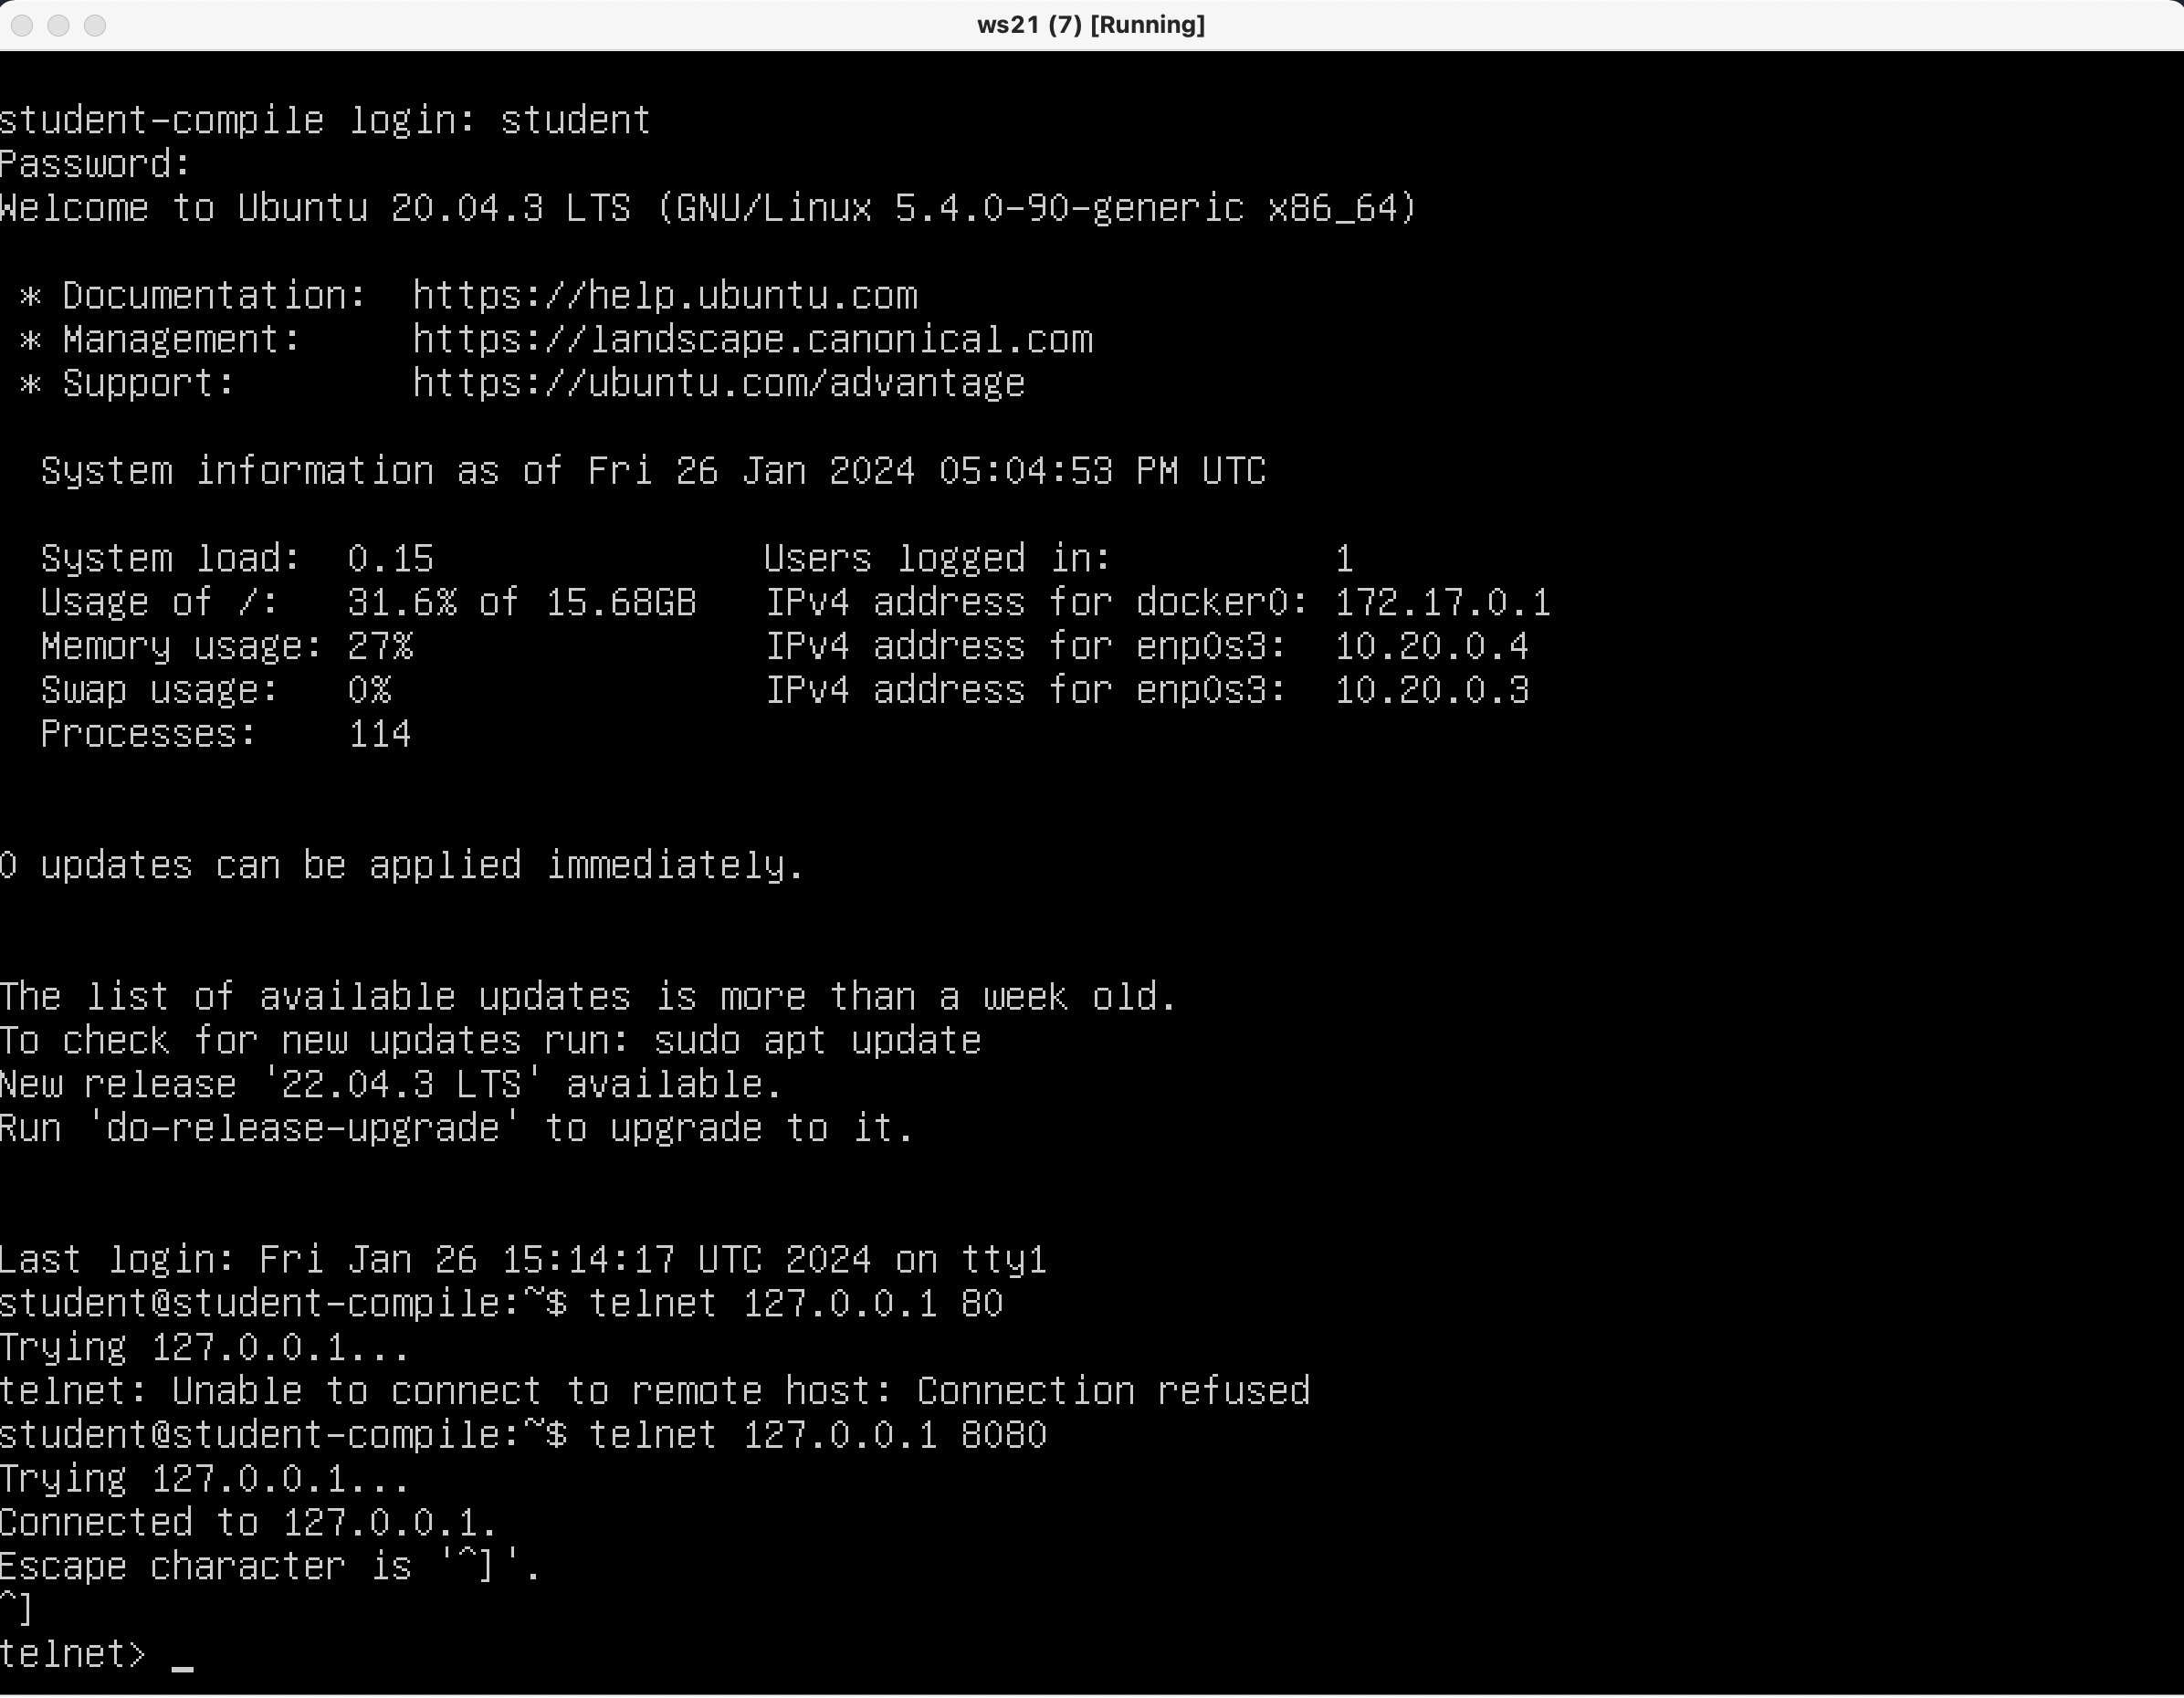 ws21 (7) [Running]
student-compile login: student
Password:
Welcome to Ubuntu 20.04.3 LTS (GNU/Linux 5.4.0-90-generic x86_64)
* Documentation:  https://help.ubuntu.com
* Management:     https://landscape.canonical.com
* Support:        https://ubuntu.com/advantage
System information as of Fri 26 Jan 2024 05:04:53 PM UTC
System load:  0.15               Users logged in:          1
Usage of /:   31.6% of 15.68GB   IPv4 address for docker0: 172.17.0.1
Memory usage: 27%                IPv4 address for enp0s3:  10.20.0.4
Swap usage:   0%                 IPv4 address for enp0s3:  10.20.0.3
Processes:    114
0 updates can be applied immediately.
The list of available updates is more than a week old.
To check for new updates run: sudo apt update
New release '22.04.3 LTS' available.
Run 'do-release-upgrade' to upgrade to it.
Last login: Fri Jan 26 15:14:17 UTC 2024 on tty1
student@student-compile:~$ telnet 127.0.0.1 80
Trying 127.0.0.1...
telnet: Unable to connect to remote host: Connection refused
student@student-compile:~$ telnet 127.0.0.1 8080
Trying 127.0.0.1...
Connected to 127.0.0.1.
Escape character is '^]'.
^]
telnet> _